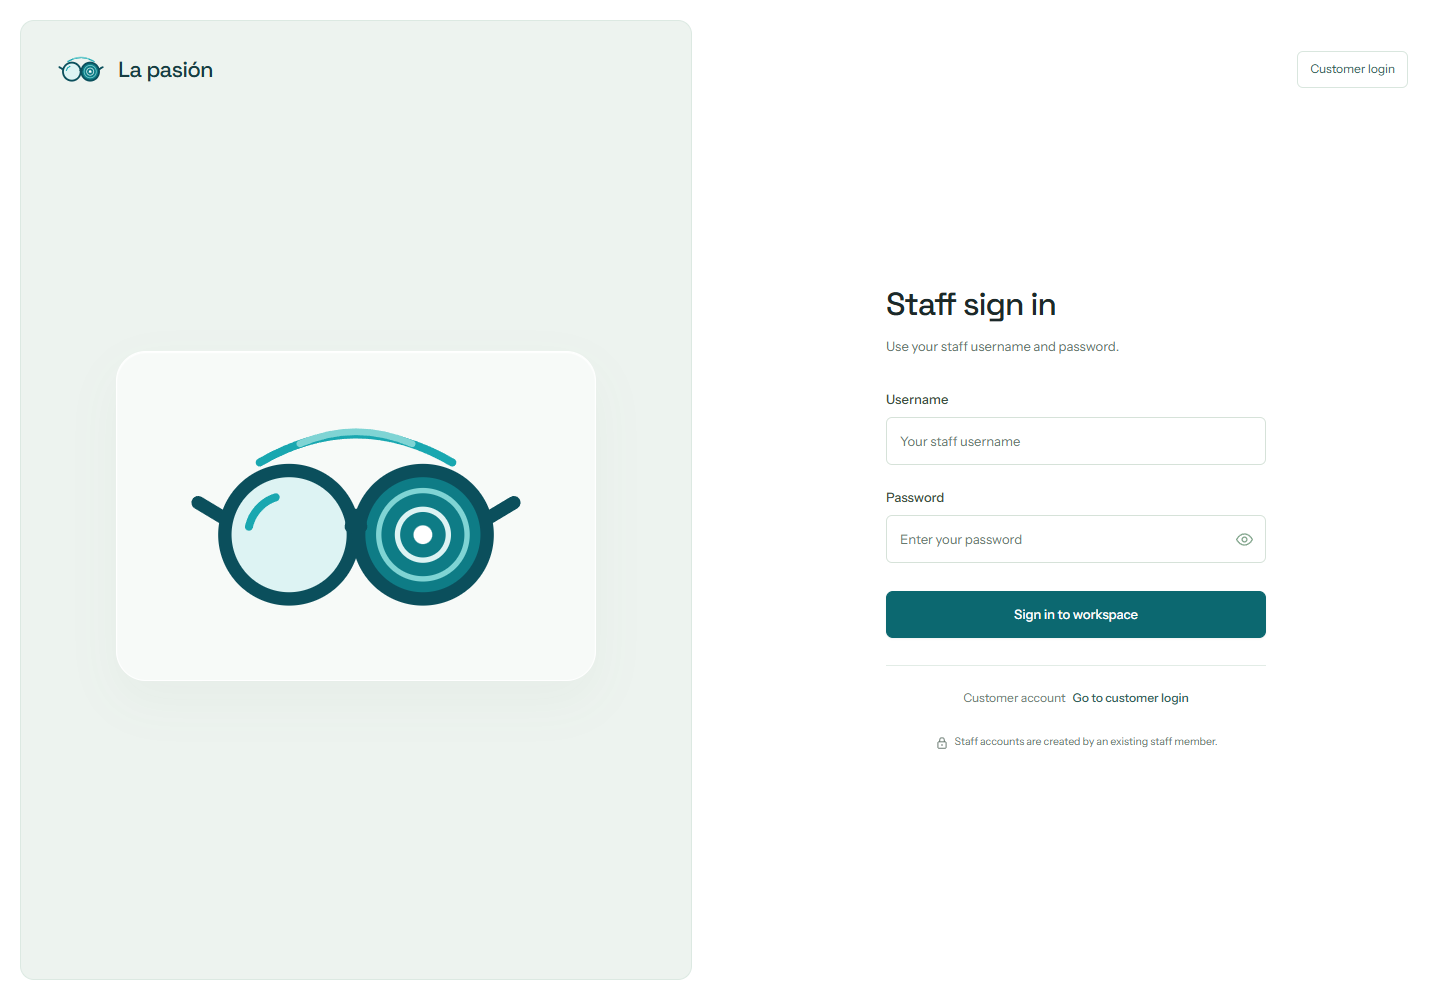 La pasión
Customer login
Staff sign in
Use your staff username and password.
Username
Your staff username
Password
Enter your password
Sign in to workspace
Customer account Go to customer login
Staff accounts are created by an existing staff member.